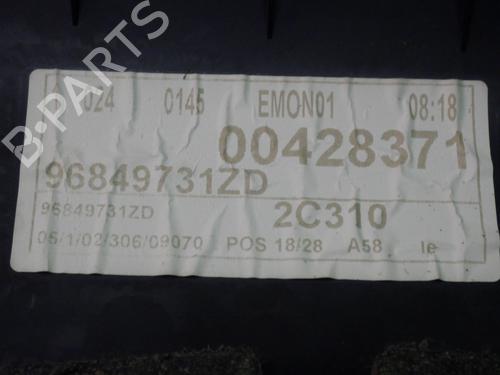 B-PARTS
024 0145 EMON01 08:18
00428371
96849731ZD
96849731ZD 2C310
05/1/02/306/09070 POS 18/28 A58 le